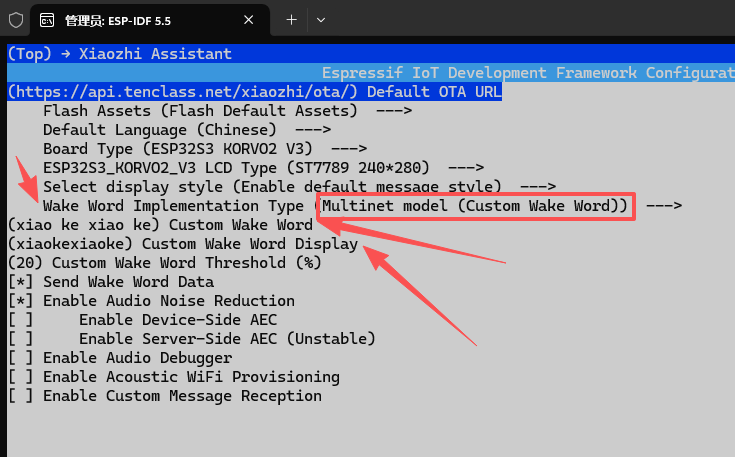 管理员: ESP-IDF 5.5
(Top) → Xiaozhi Assistant
Espressif IoT Development Framework Configurat
(https://api.tenclass.net/xiaozhi/ota/) Default OTA URL
Flash Assets (Flash Default Assets)  --->
Default Language (Chinese)  --->
Board Type (ESP32S3 KORVO2 V3)  --->
ESP32S3_KORVO2_V3 LCD Type (ST7789 240*280)  --->
Select display style (Enable default message style)  --->
Wake Word Implementation Type (Multinet model (Custom Wake Word))  --->
(xiao ke xiao ke) Custom Wake Word
(xiaokexiaoke) Custom Wake Word Display
(20) Custom Wake Word Threshold (%)
[*] Send Wake Word Data
[*] Enable Audio Noise Reduction
[ ]     Enable Device-Side AEC
[ ]     Enable Server-Side AEC (Unstable)
[ ] Enable Audio Debugger
[ ] Enable Acoustic WiFi Provisioning
[ ] Enable Custom Message Reception